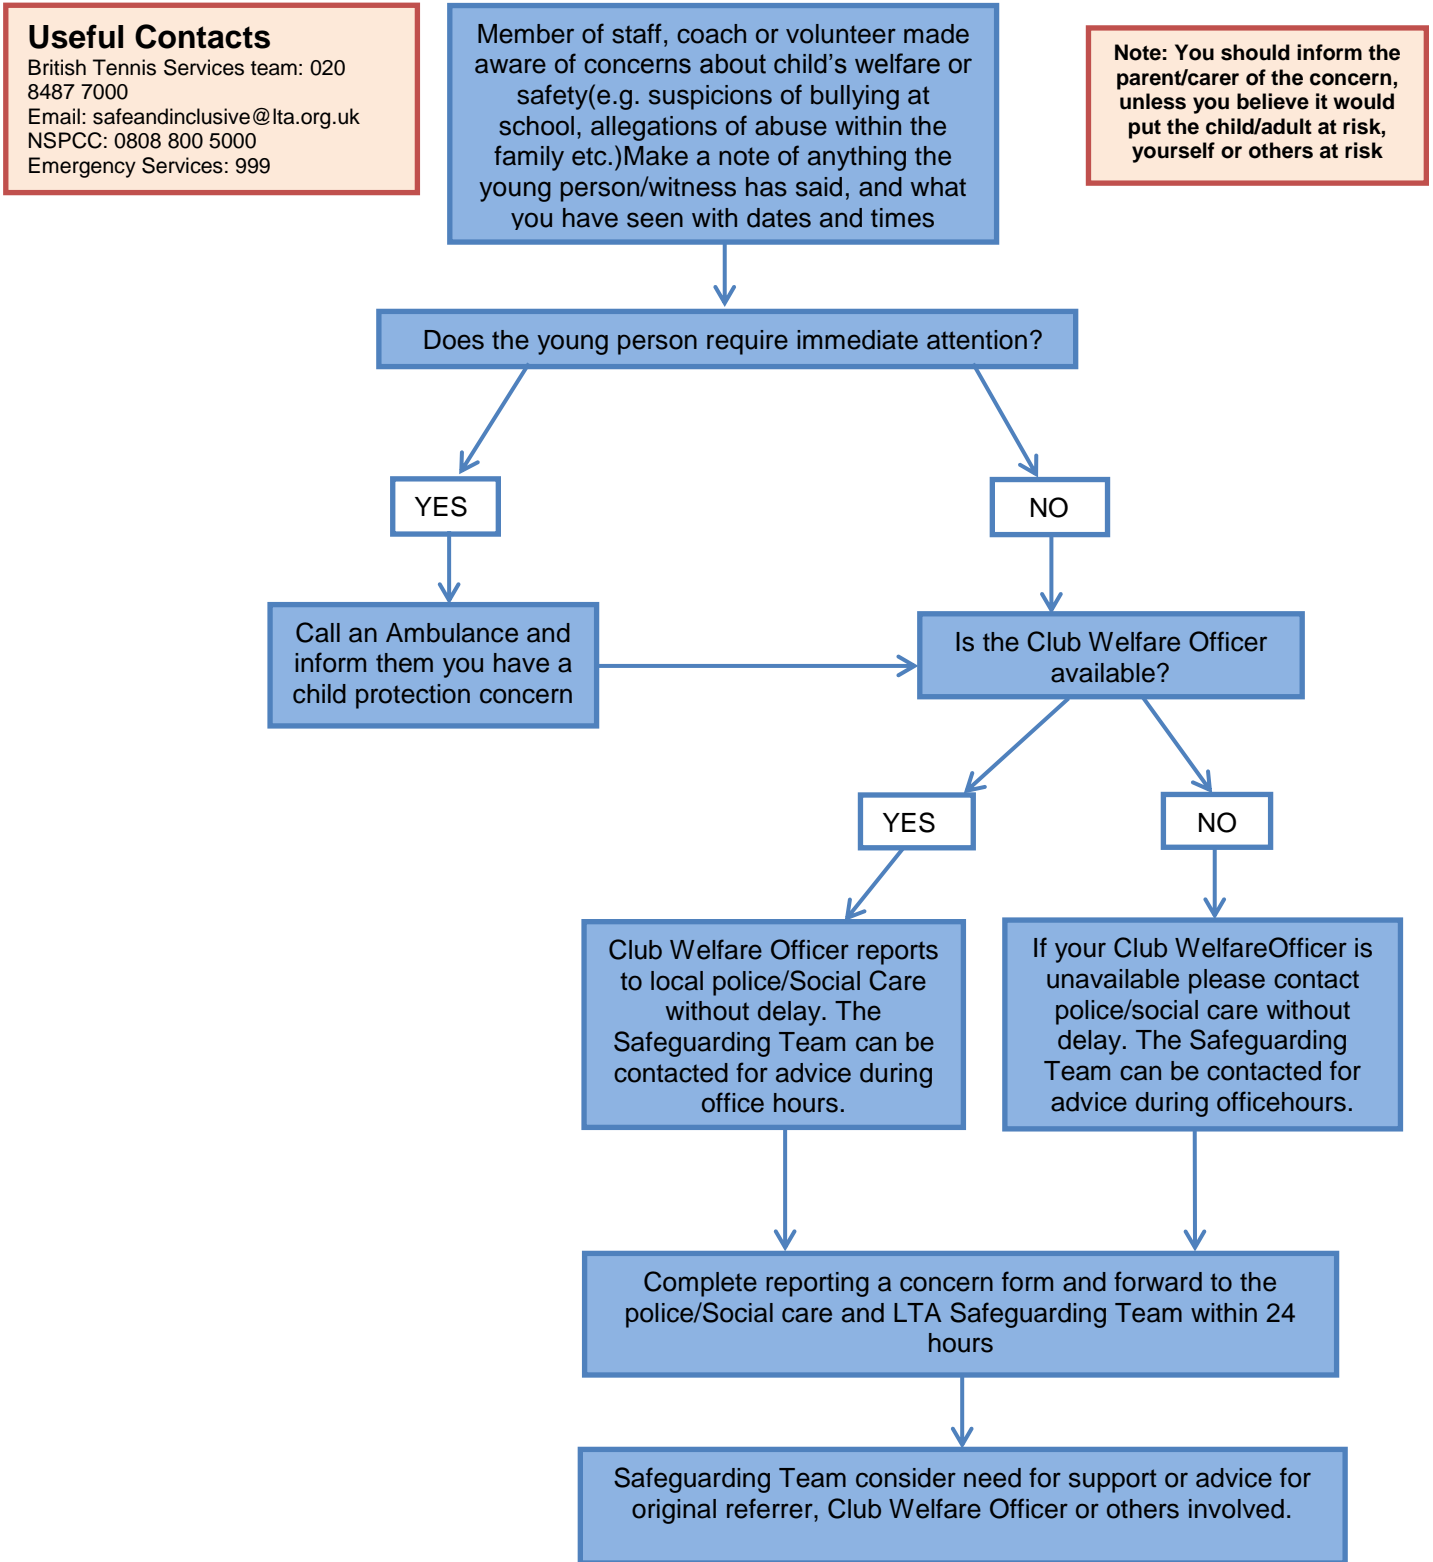 Useful Contacts
British Tennis Services team: 020
8487 7000
Email: safeandinclusive@lta.org.uk
NSPCC: 0808 800 5000
Emergency Services: 999
Member of staff, coach or volunteer made
aware of concerns about child’s welfare or
safety(e.g. suspicions of bullying at
school, allegations of abuse within the
family etc.)Make a note of anything the
young person/witness has said, and what
you have seen with dates and times
Note: You should inform the
parent/carer of the concern,
unless you believe it would
put the child/adult at risk,
yourself or others at risk
Does the young person require immediate attention?
YES
NO
Call an Ambulance and
inform them you have a
child protection concern
Is the Club Welfare Officer
available?
YES
NO
Club Welfare Officer reports
to local police/Social Care
without delay. The
Safeguarding Team can be
contacted for advice during
office hours.
If your Club WelfareOfficer is
unavailable please contact
police/social care without
delay. The Safeguarding
Team can be contacted for
advice during officehours.
Complete reporting a concern form and forward to the
police/Social care and LTA Safeguarding Team within 24
hours
Safeguarding Team consider need for support or advice for
original referrer, Club Welfare Officer or others involved.